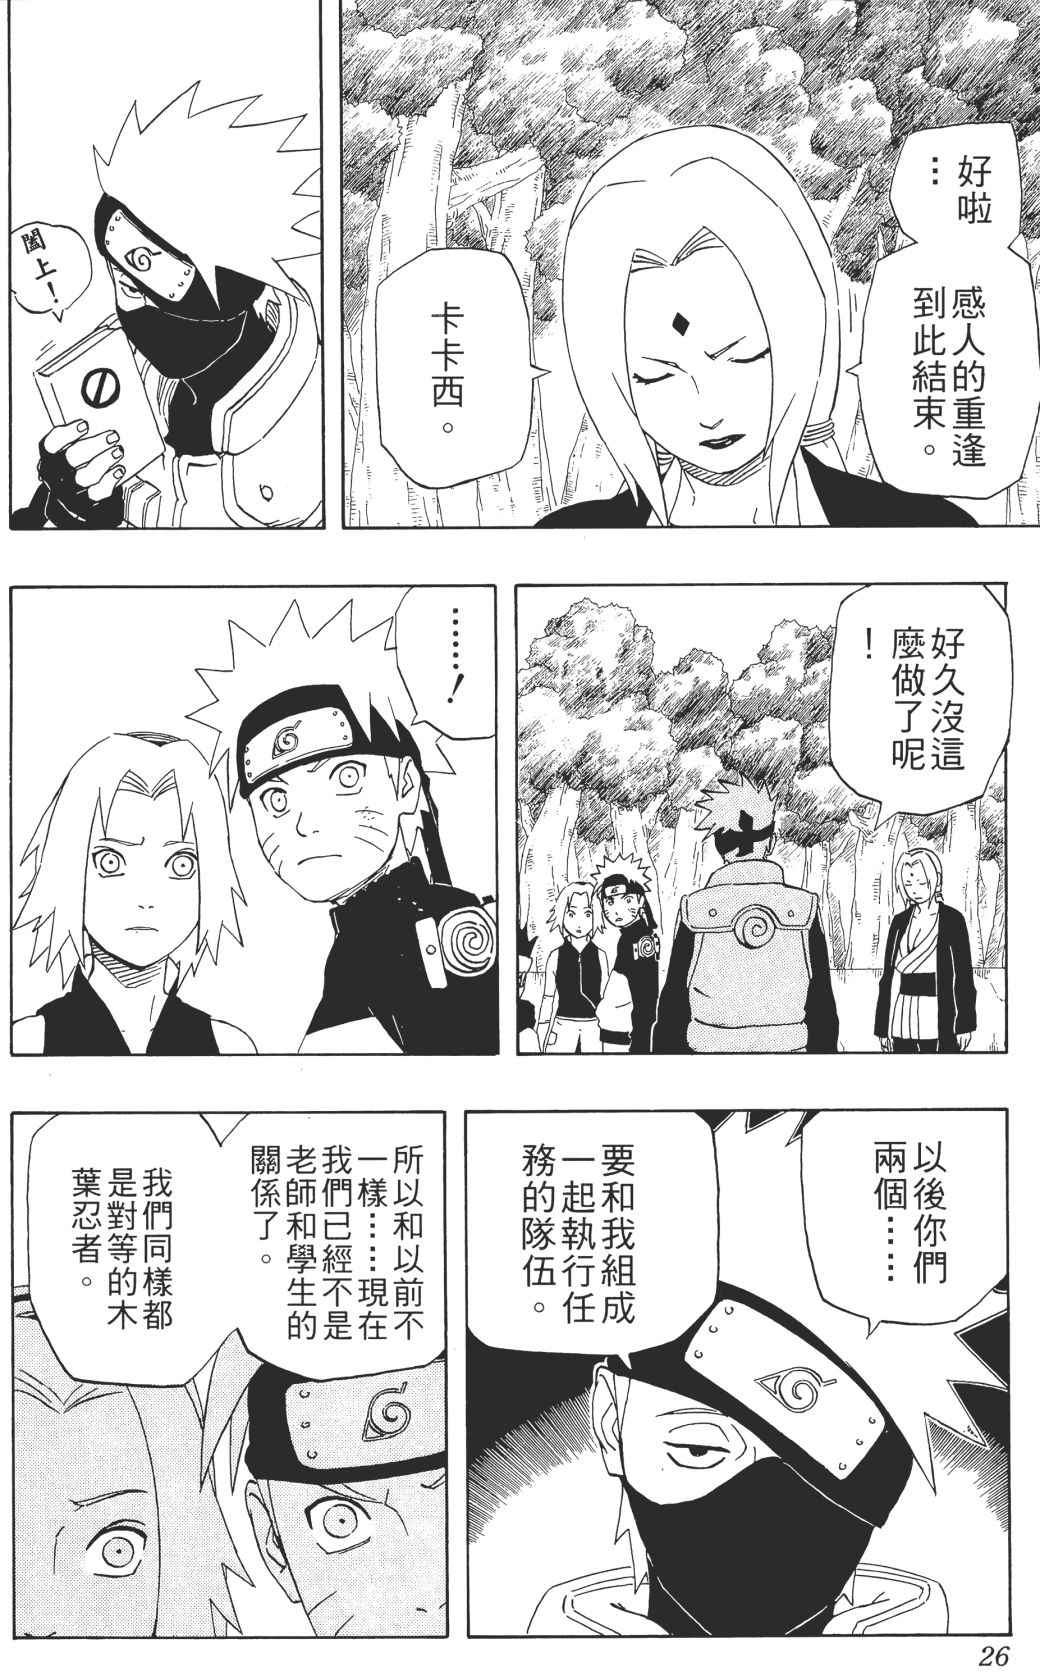 好啦
…
感人的重逢
到此結束。
卡卡西。
闔上！
好久沒這
麼做了呢
！
……！
以後你們
兩個……
要和我組成
一起執行任
務的隊伍。
所以和以前不
一樣……現在
我們已經不是
老師和學生的
關係了。
我們同樣都
是對等的木
葉忍者。
26